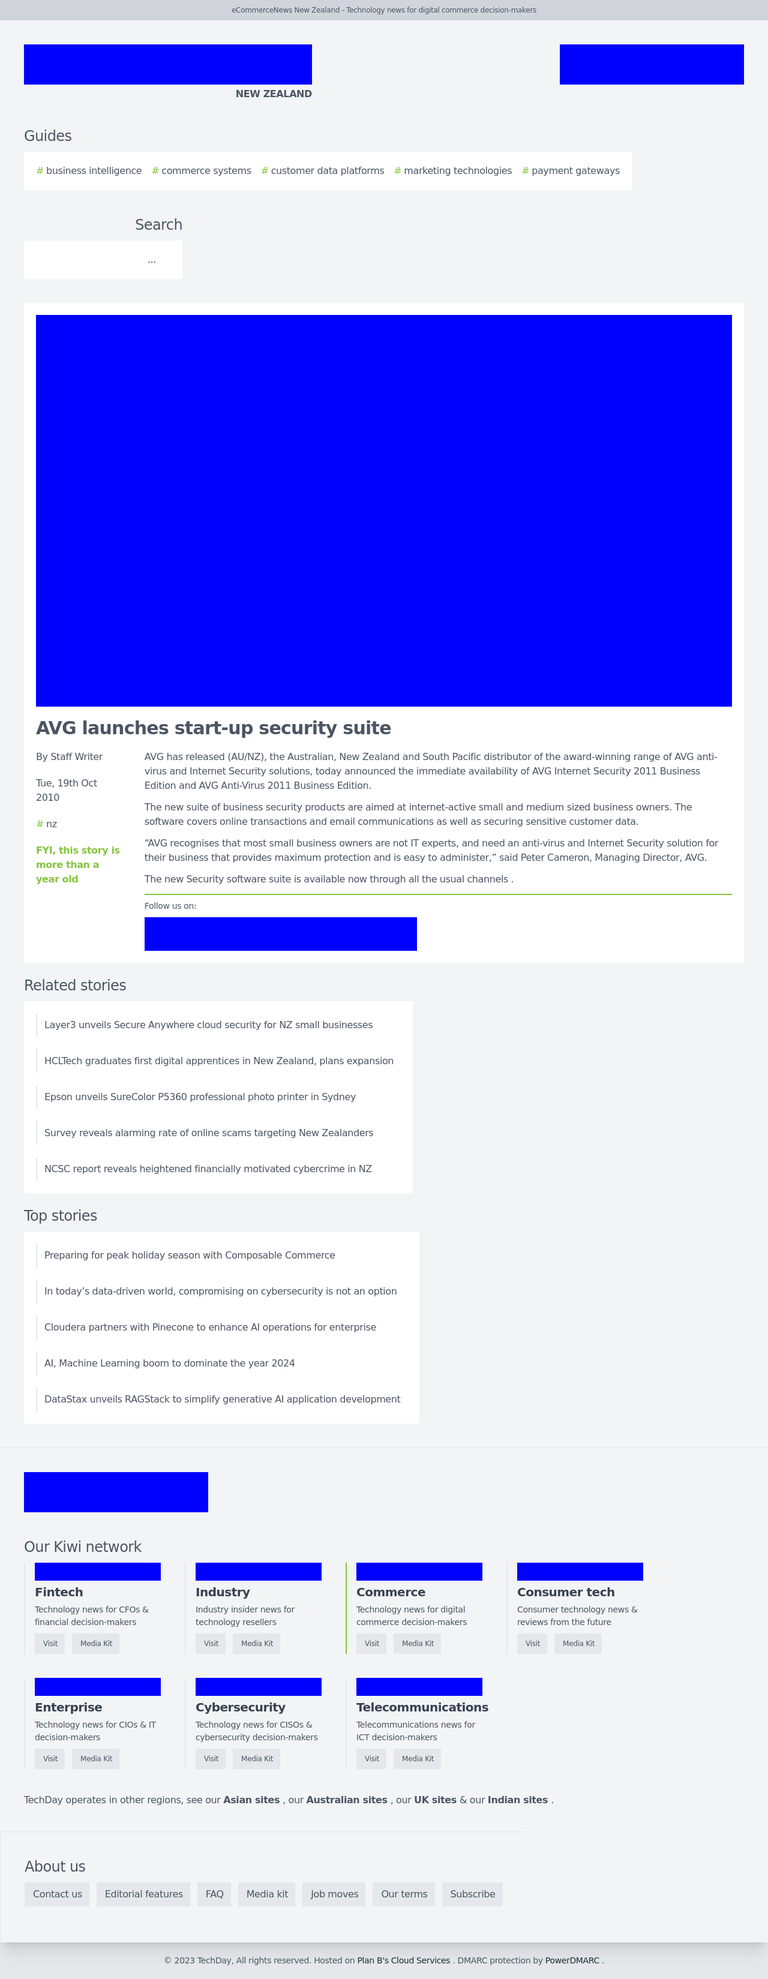 eCommerceNews New Zealand - Technology news for digital commerce decision-makers
NEW ZEALAND
Guides
# business intelligence # commerce systems # customer data platforms # marketing technologies # payment gateways
Search
...
AVG launches start-up security suite
By Staff Writer
Tue, 19th Oct
2010
# nz
FYI, this story is
more than a
year old
AVG has released (AU/NZ), the Australian, New Zealand and South Pacific distributor of the award-winning range of AVG anti-
virus and Internet Security solutions, today announced the immediate availability of AVG Internet Security 2011 Business
Edition and AVG Anti-Virus 2011 Business Edition.
The new suite of business security products are aimed at internet-active small and medium sized business owners. The
software covers online transactions and email communications as well as securing sensitive customer data.
“AVG recognises that most small business owners are not IT experts, and need an anti-virus and Internet Security solution for
their business that provides maximum protection and is easy to administer,” said Peter Cameron, Managing Director, AVG.
The new Security software suite is available now through all the usual channels .
Follow us on:
Related stories
Layer3 unveils Secure Anywhere cloud security for NZ small businesses
HCLTech graduates first digital apprentices in New Zealand, plans expansion
Epson unveils SureColor P5360 professional photo printer in Sydney
Survey reveals alarming rate of online scams targeting New Zealanders
NCSC report reveals heightened financially motivated cybercrime in NZ
Top stories
Preparing for peak holiday season with Composable Commerce
In today’s data-driven world, compromising on cybersecurity is not an option
Cloudera partners with Pinecone to enhance AI operations for enterprise
AI, Machine Learning boom to dominate the year 2024
DataStax unveils RAGStack to simplify generative AI application development
Our Kiwi network
Fintech
Technology news for CFOs &
financial decision-makers
Visit Media Kit
Industry
Industry insider news for
technology resellers
Visit Media Kit
Commerce
Technology news for digital
commerce decision-makers
Visit Media Kit
Consumer tech
Consumer technology news &
reviews from the future
Visit Media Kit
Enterprise
Technology news for CIOs & IT
decision-makers
Visit Media Kit
Cybersecurity
Technology news for CISOs &
cybersecurity decision-makers
Visit Media Kit
Telecommunications
Telecommunications news for
ICT decision-makers
Visit Media Kit
TechDay operates in other regions, see our Asian sites , our Australian sites , our UK sites & our Indian sites .
About us
Contact us Editorial features FAQ Media kit Job moves Our terms Subscribe
© 2023 TechDay, All rights reserved. Hosted on Plan B's Cloud Services . DMARC protection by PowerDMARC .